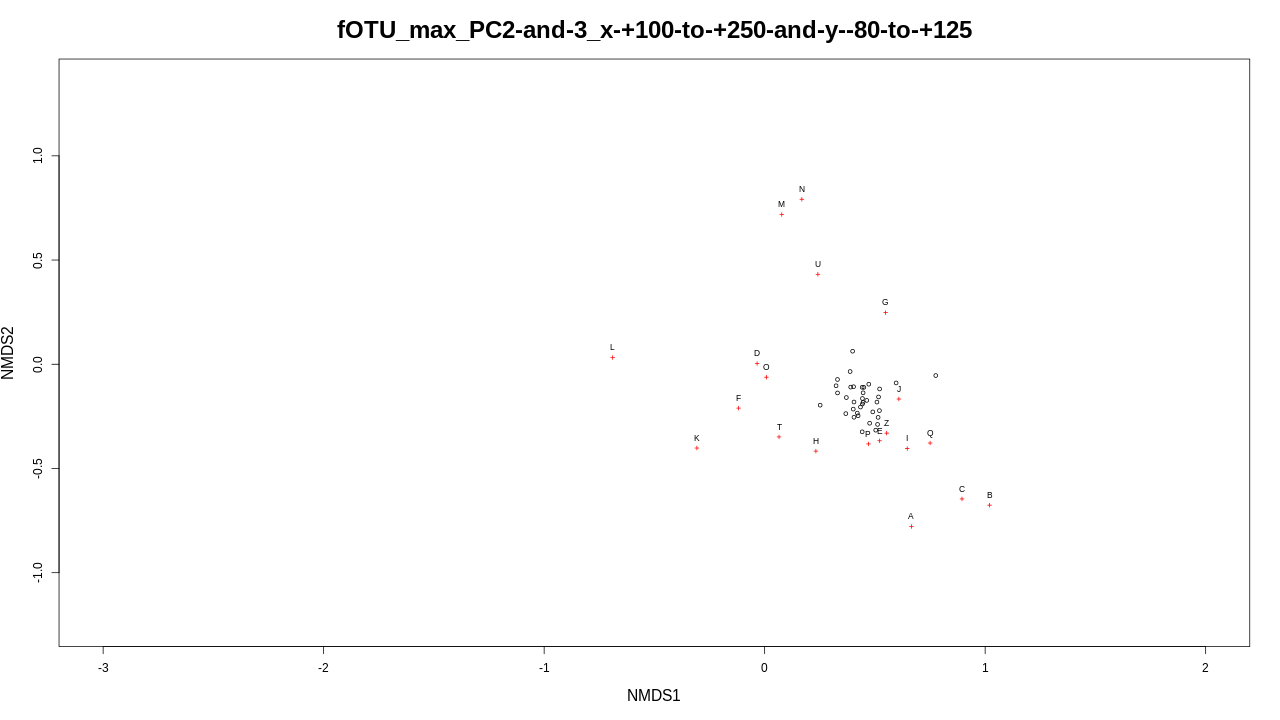 fOTU_max_PC2-and-3_x-+100-to-+250-and-y--80-to-+125
NMDS2
1.0
0.5
0.0
-0.5
-1.0
N
M
U
G
L
D
O
J
F
Z
T
E
P
Q
K
H
I
C
B
A
-3
-2
-1
0
1
2
NMDS1